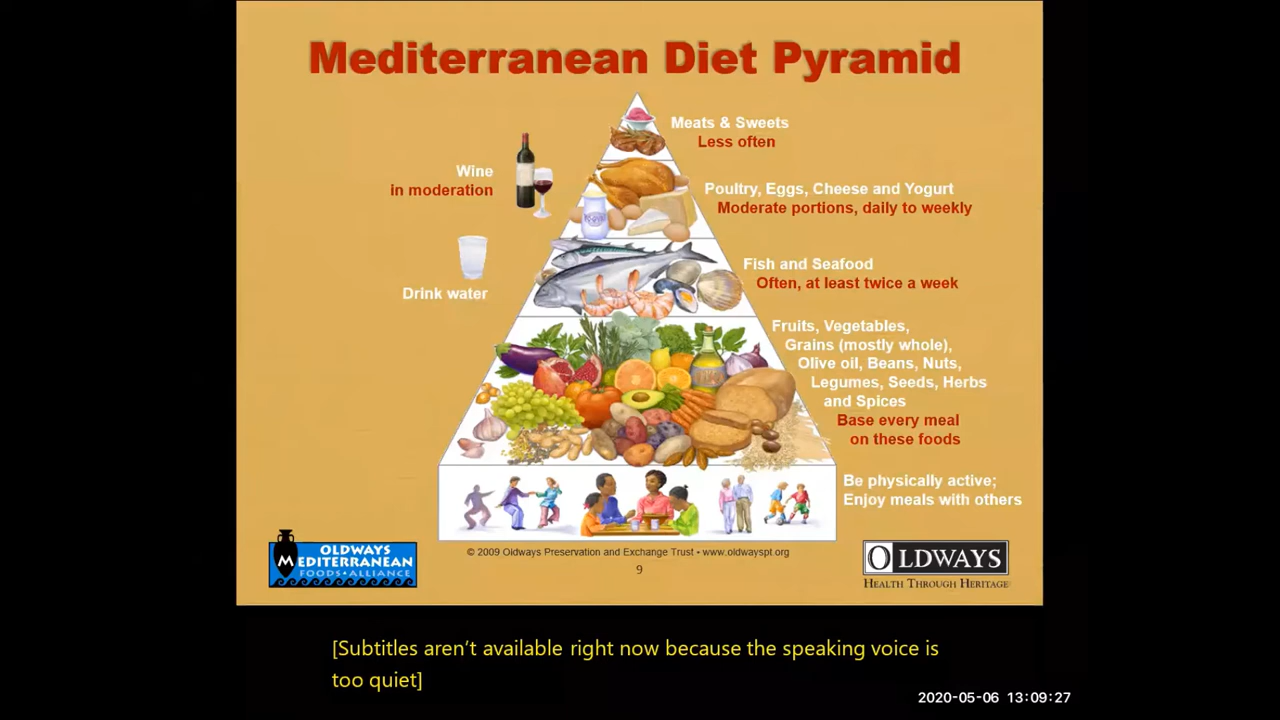 Mediterranean Diet Pyramid
Meats & Sweets
Less often
Wine
in moderation
Poultry, Eggs, Cheese and Yogurt
Moderate portions, daily to weekly
Fish and Seafood
Often, at least twice a week
Drink water
Fruits, Vegetables,
Grains (mostly whole),
Olive oil, Beans, Nuts,
Legumes, Seeds, Herbs
and Spices
Base every meal
on these foods
Be physically active;
Enjoy meals with others
OLDWAYS
MEDITERRANEAN
FOODS•ALLIANCE
© 2009 Oldways Preservation and Exchange Trust • www.oldwayspt.org
9
OLDWAYS
HEALTH THROUGH HERITAGE
[Subtitles aren’t available right now because the speaking voice is
too quiet]
2020-05-06 13:09:27